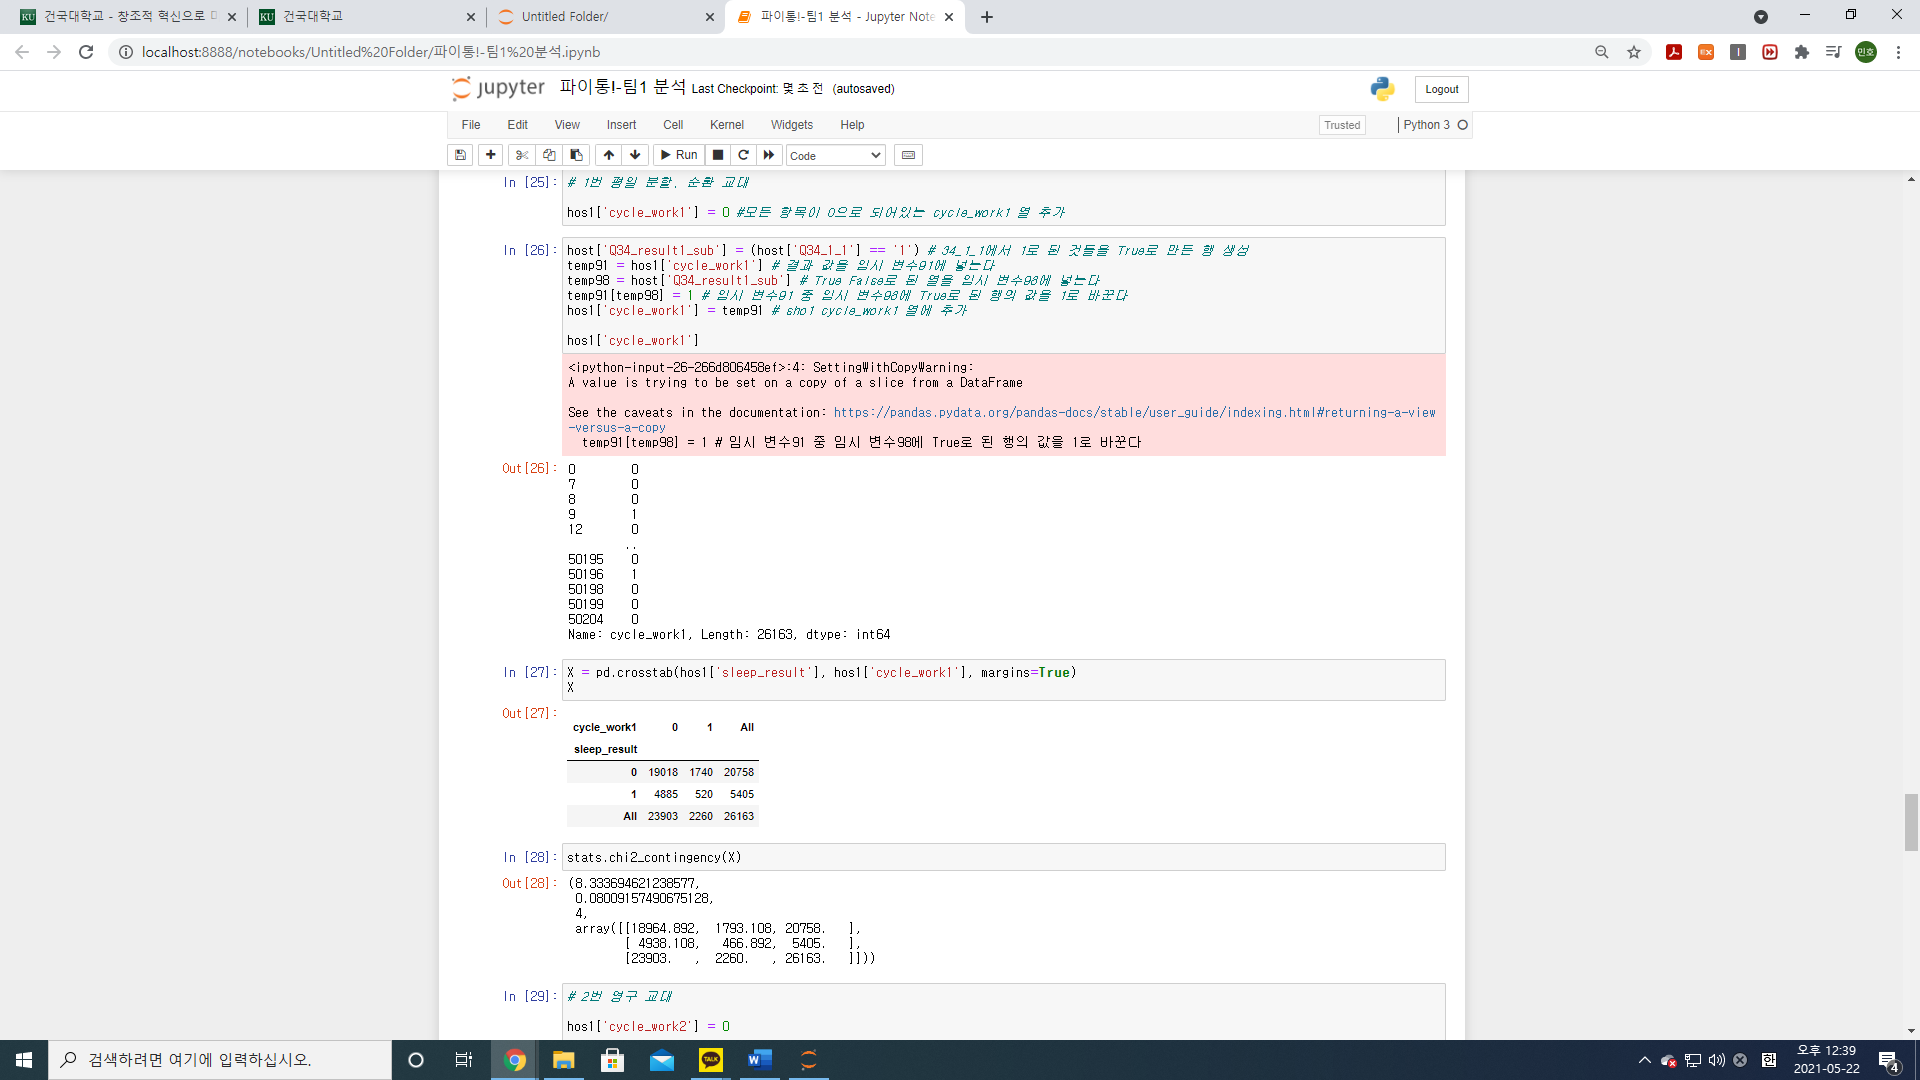 건국대학교 - 창조적 혁신으로 미
건국대학교
Untitled Folder/
파이통!-팀1 분석 - Jupyter Note
localhost:8888/notebooks/Untitled%20Folder/파이통!-팀1%20분석.ipynb
민호
jupyter 파이통!-팀1 분석 Last Checkpoint: 몇 초 전 (autosaved)
Logout
File Edit View Insert Cell Kernel Widgets Help
Trusted
Python 3
Run
Code
In [25]: # 1번 평일 분할, 순환 교대
hos1['cycle_work1'] = 0 #모든 항목이 0으로 되어있는 cycle_work1 열 추가
In [26]: host['Q34_result1_sub'] = (host['Q34_1_1'] == '1') # 34_1_1에서 1로 된 것들을 True로 만든 행 생성
temp91 = hos1['cycle_work1'] # 결과 값을 임시 변수91에 넣는다
temp98 = host['Q34_result1_sub'] # True False로 된 열을 임시 변수98에 넣는다
temp91[temp98] = 1 # 임시 변수91 중 임시 변수98에 True로 된 행의 값을 1로 바꾼다
hos1['cycle_work1'] = temp91 # sho1 cycle_work1 열에 추가
hos1['cycle_work1']
<ipython-input-26-266d806458ef>:4: SettingWithCopyWarning:
A value is trying to be set on a copy of a slice from a DataFrame
See the caveats in the documentation: https://pandas.pydata.org/pandas-docs/stable/user_guide/indexing.html#returning-a-view
-versus-a-copy
temp91[temp98] = 1 # 임시 변수91 중 임시 변수98에 True로 된 행의 값을 1로 바꾼다
Out[26]: 0 0
7 0
8 0
9 1
12 0
..
50195 0
50196 1
50198 0
50199 0
50204 0
Name: cycle_work1, Length: 26163, dtype: int64
In [27]: X = pd.crosstab(hos1['sleep_result'], hos1['cycle_work1'], margins=True)
X
Out[27]:
cycle_work1 0 1 All
sleep_result
0 19018 1740 20758
1 4885 520 5405
All 23903 2260 26163
In [28]: stats.chi2_contingency(X)
Out[28]: (8.333694621238577,
0.08009157490675128,
4,
array([[18964.892, 1793.108, 20758. ],
[ 4938.108, 466.892, 5405. ],
[23903. , 2260. , 26163. ]]))
In [29]: # 2번 영구 교대
hos1['cycle_work2'] = 0
검색하려면 여기에 입력하십시오.
TALK
한
오후 12:39
2021-05-22
4